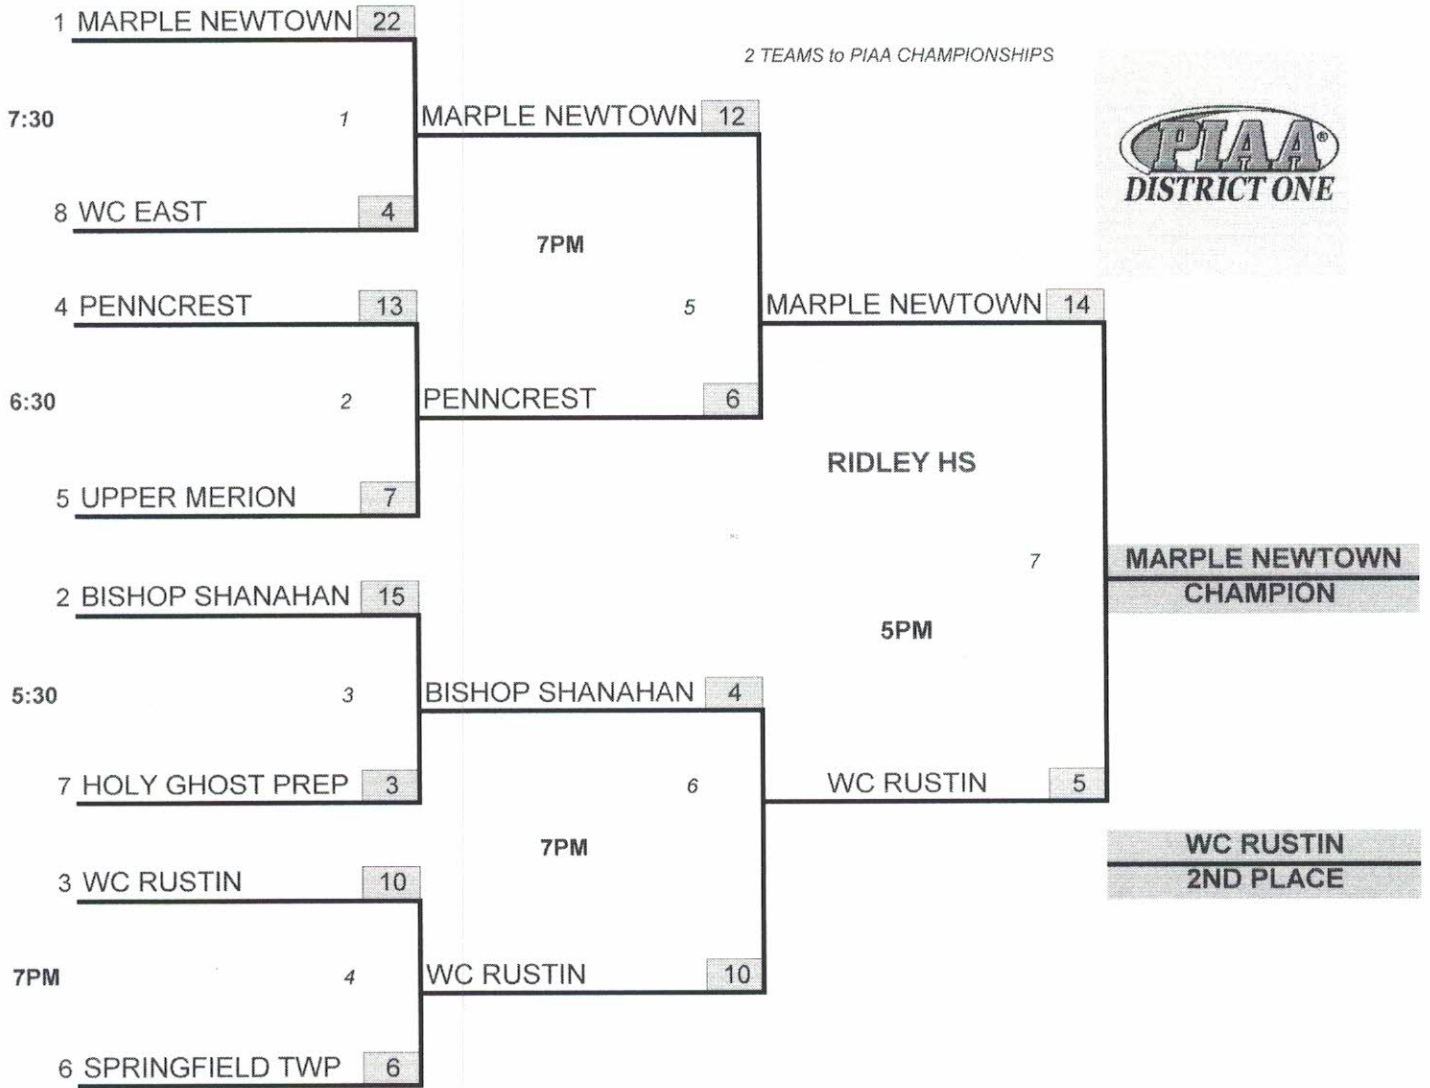 1 MARPLE NEWTOWN 22
2 TEAMS to PIAA CHAMPIONSHIPS
7:30 1 MARPLE NEWTOWN 12
PIAA®
DISTRICT ONE
8 WC EAST 4
7PM
4 PENNCREST 13
5 MARPLE NEWTOWN 14
6:30 2 PENNCREST 6
RIDLEY HS
5 UPPER MERION 7
7 MARPLE NEWTOWN
CHAMPION
2 BISHOP SHANAHAN 15
5PM
5:30 3 BISHOP SHANAHAN 4
7 HOLY GHOST PREP 3
6 WC RUSTIN 5
7PM
WC RUSTIN
2ND PLACE
3 WC RUSTIN 10
7PM 4 WC RUSTIN 10
6 SPRINGFIELD TWP 6